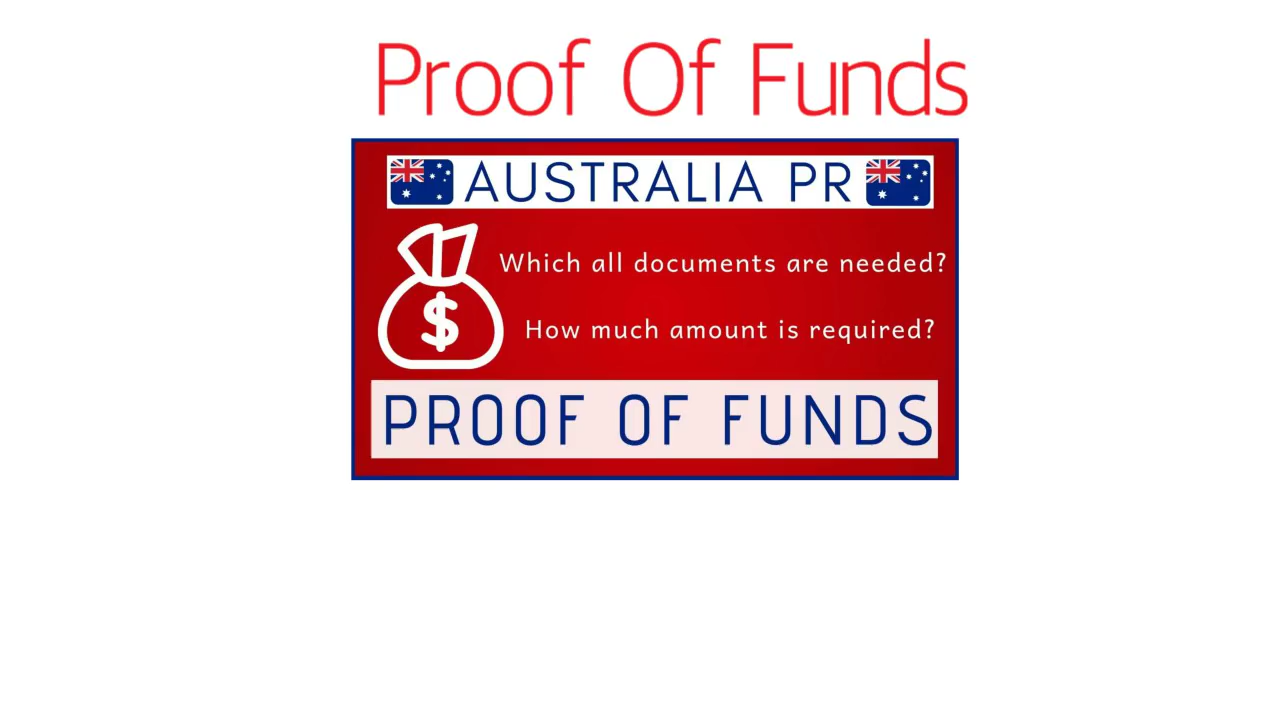 Proof Of Funds
AUSTRALIA PR
Which all documents are needed?
$
How much amount is required?
PROOF OF FUNDS